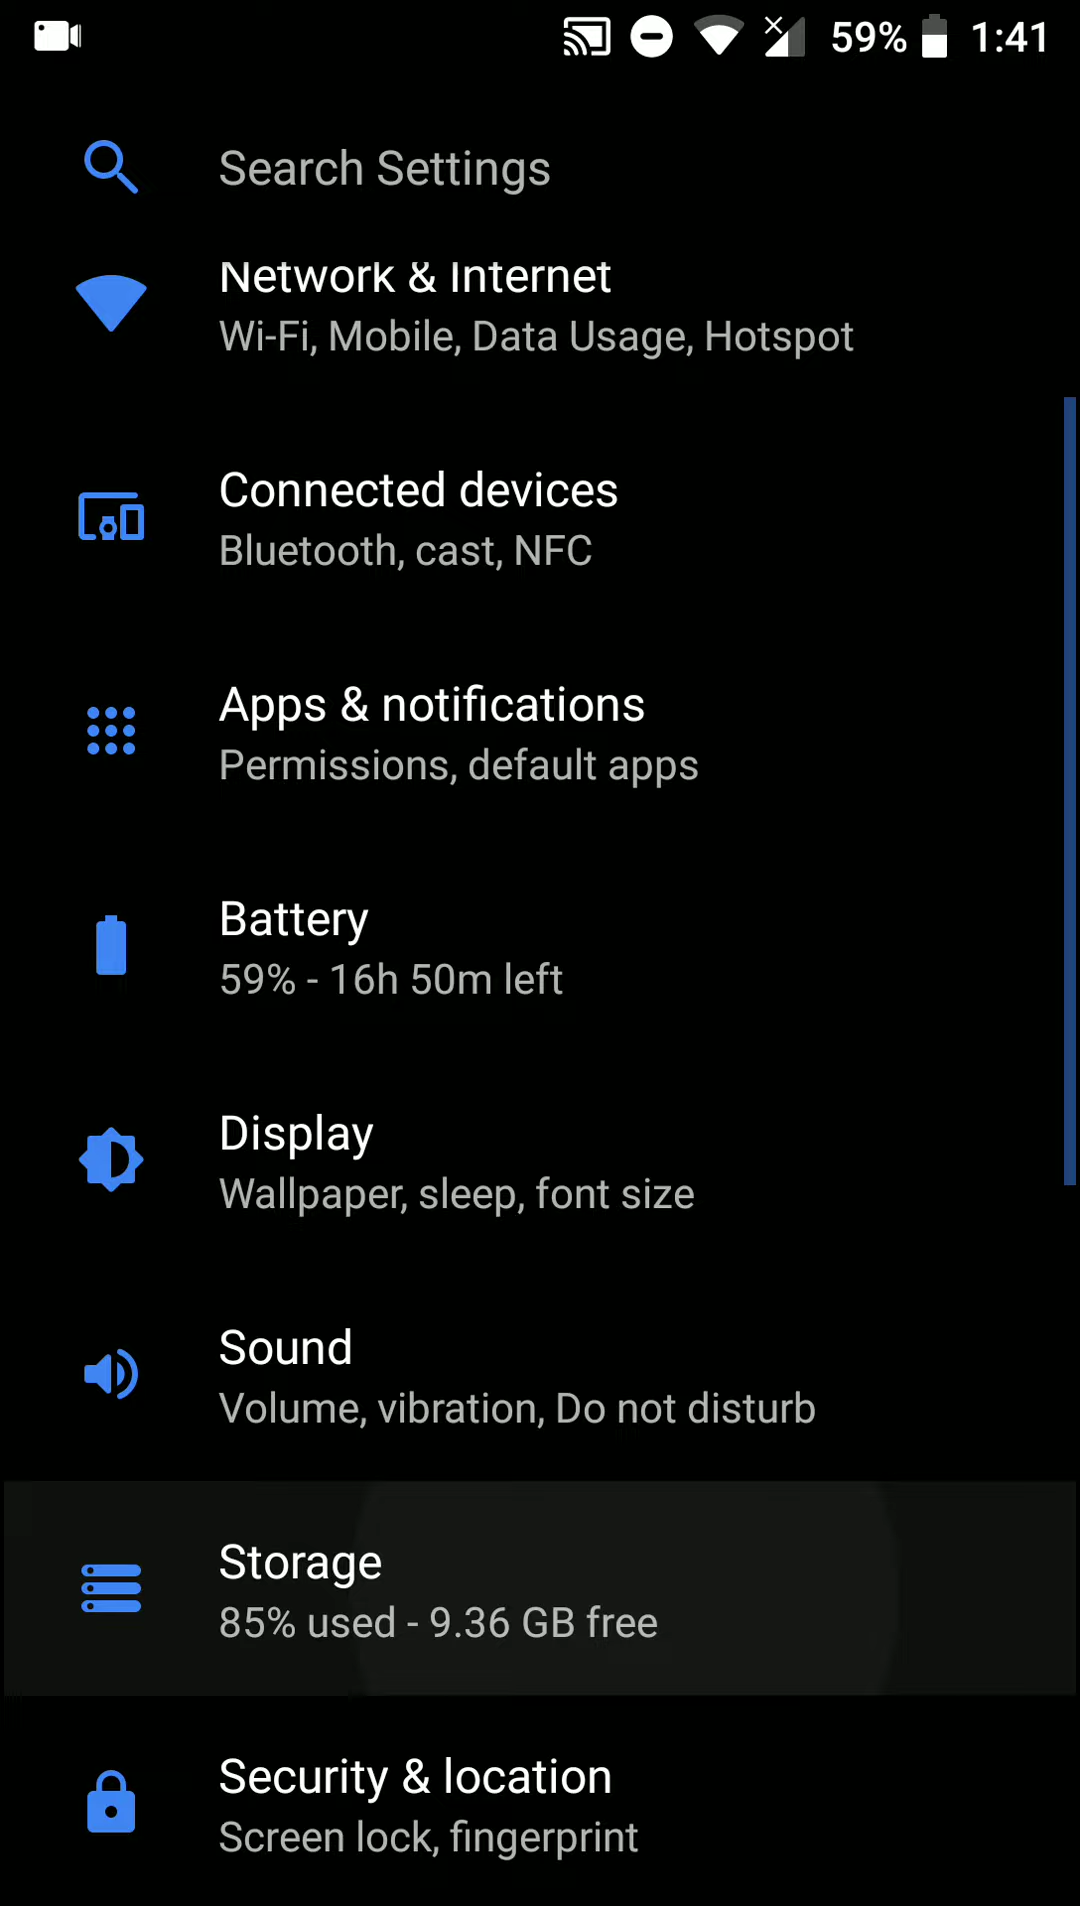 59% 1:41
Search Settings
Network & Internet
Wi-Fi, Mobile, Data Usage, Hotspot
Connected devices
Bluetooth, cast, NFC
Apps & notifications
Permissions, default apps
Battery
59% - 16h 50m left
Display
Wallpaper, sleep, font size
Sound
Volume, vibration, Do not disturb
Storage
85% used - 9.36 GB free
Security & location
Screen lock, fingerprint